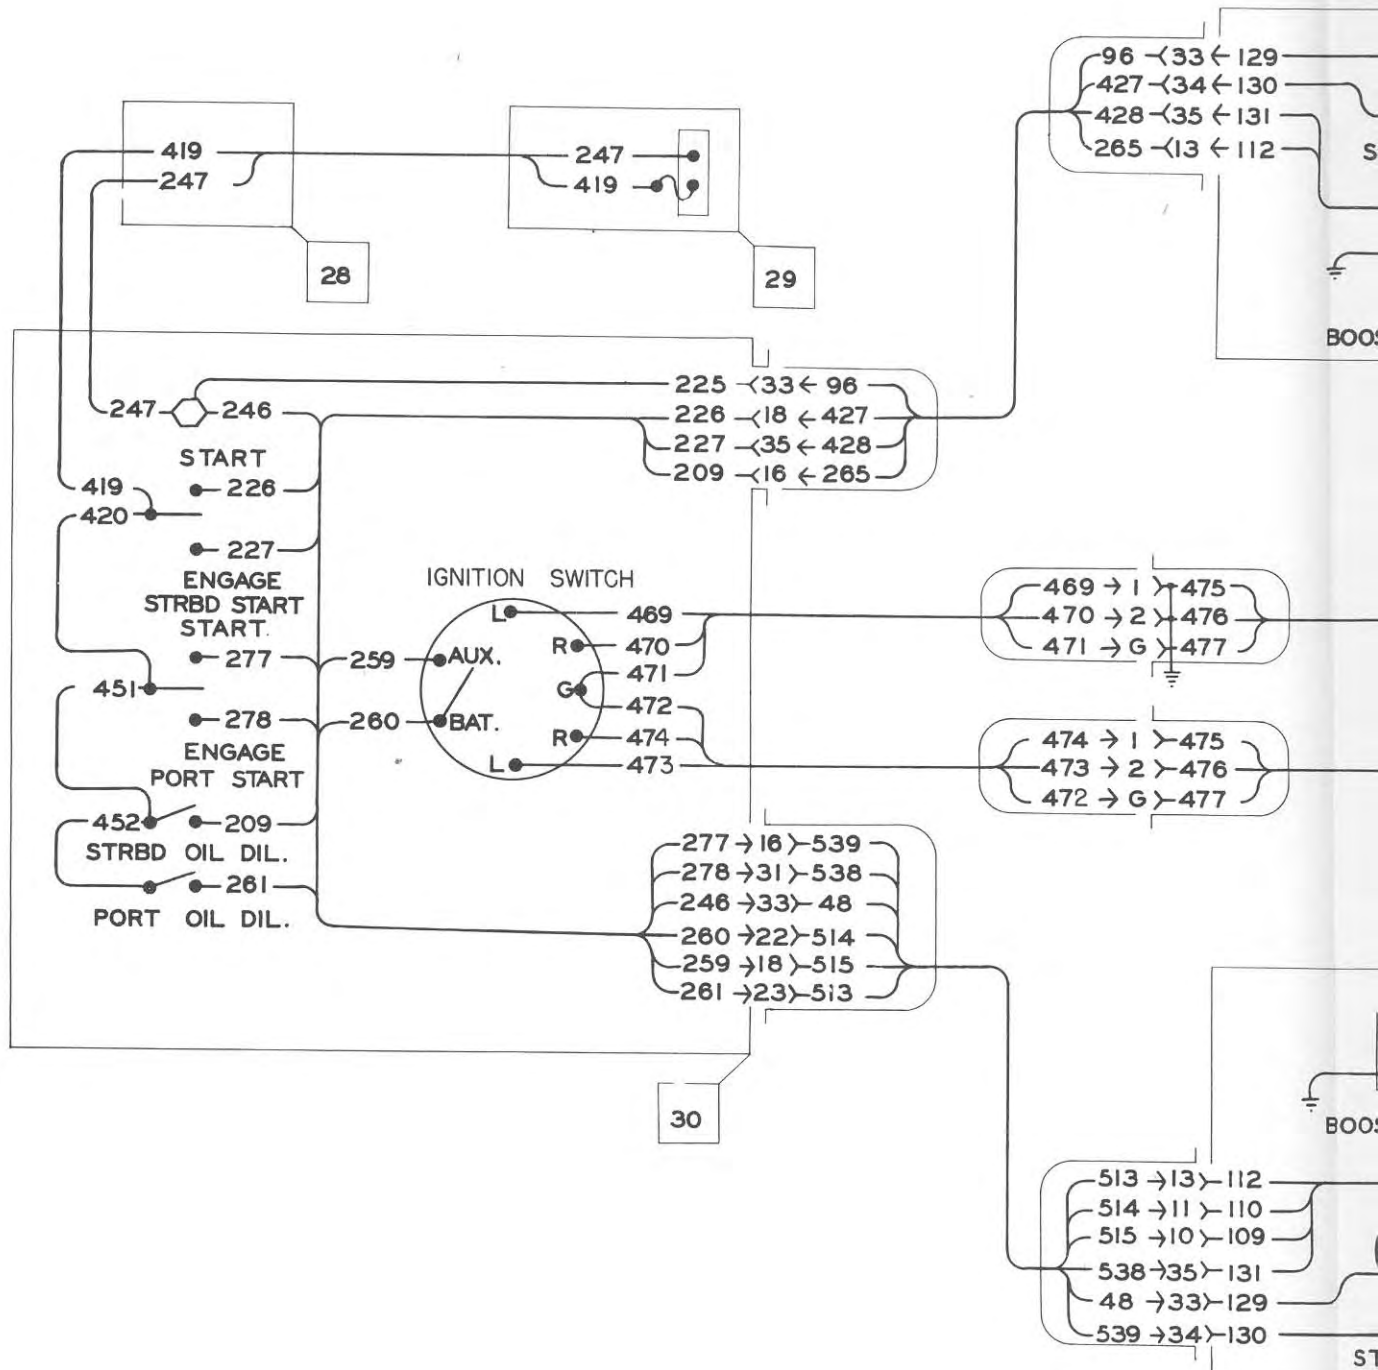 96 33 129
427 34 130
428 35 131
265 13 112
S
419
247
247
419
28
29
BOOS
225 33 96
226 18 427
227 35 428
209 16 265
247 246
START
419
226
420
227
ENGAGE
STRBD START
START.
277
451
278
ENGAGE
PORT START
452 209
STRBD OIL DIL.
261
PORT OIL DIL.
IGNITION SWITCH
L 469
R 470
259 AUX.
471
G
472
260 BAT.
R 474
L 473
469 1 475
470 2 476
471 G 477
474 1 475
473 2 476
472 G 477
277 16 539
278 31 538
246 33 48
260 22 514
259 18 515
261 23 513
30
BOOS
513 13 112
514 11 110
515 10 109
538 35 131
48 33 129
539 34 130
ST